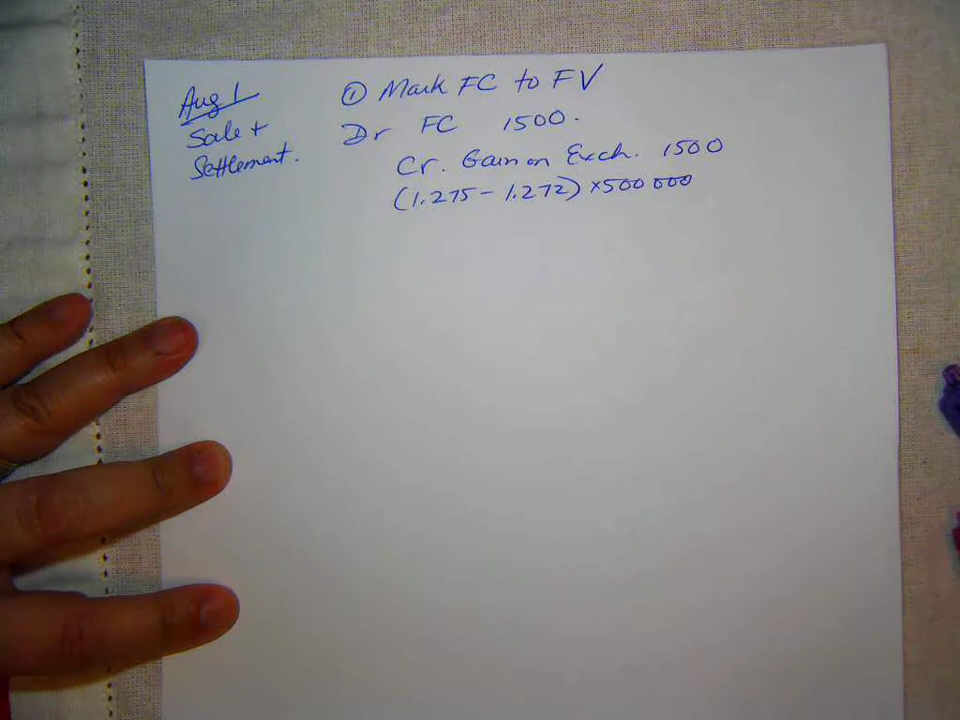 Aug 1
Sale +
Settlement.
① Mark FC to FV
Dr FC 1500.
Cr. Gain on Exch. 1500
(1.275 - 1.272) × 500 000